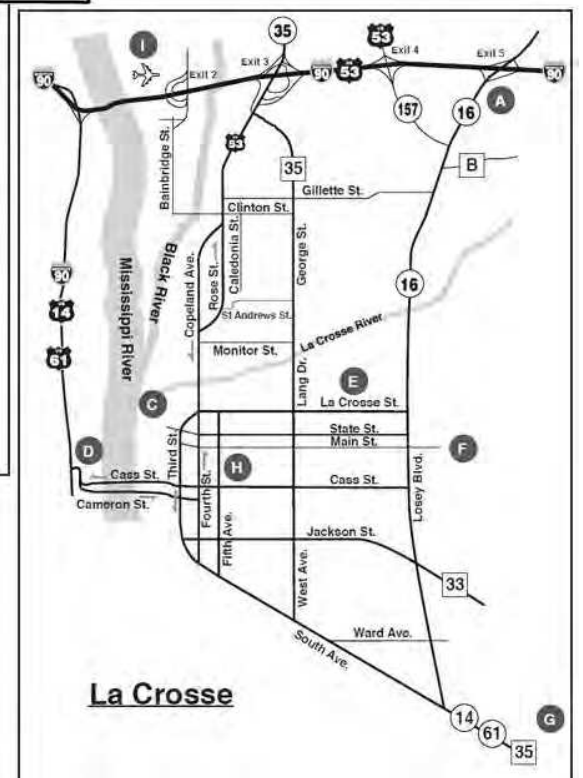 I
35
53
Exit 4
Exit 5
Exit 3
Exit 2
90
90
53
90
157
16
A
53
35
B
Bainbridge St.
Gillette St.
Clinton St.
Black River
Copeland Ave.
Rose St.
Caledonia St.
George St.
90
16
14
Mississippi River
St Andrews St.
La Crosse River
61
Monitor St.
Lang Dr.
E
C
La Crosse St.
State St.
Main St.
F
D
Third St.
H
Losey Blvd.
Cass St.
Cass St.
Cameron St.
Fourth St.
Fifth Ave.
Jackson St.
West Ave.
33
South Ave.
Ward Ave.
La Crosse
14
61
35
G